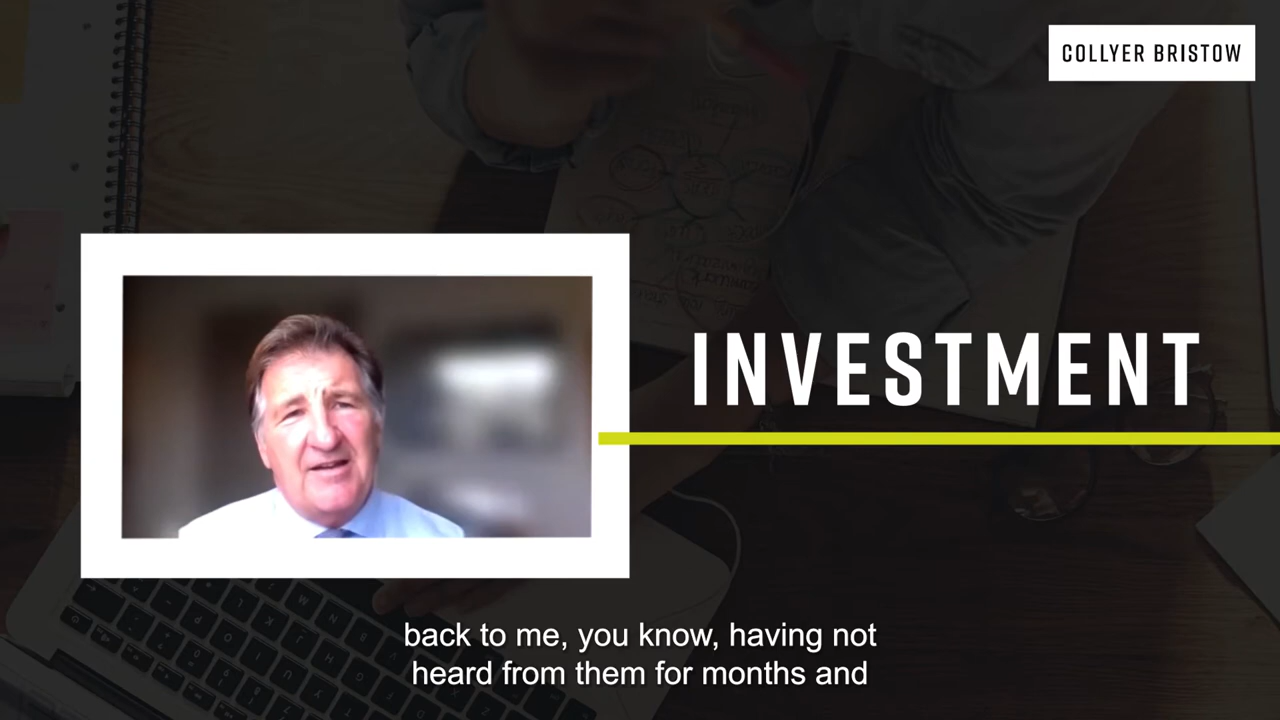 COLLYER BRISTOW
INVESTMENT
back to me, you know, having not
heard from them for months and